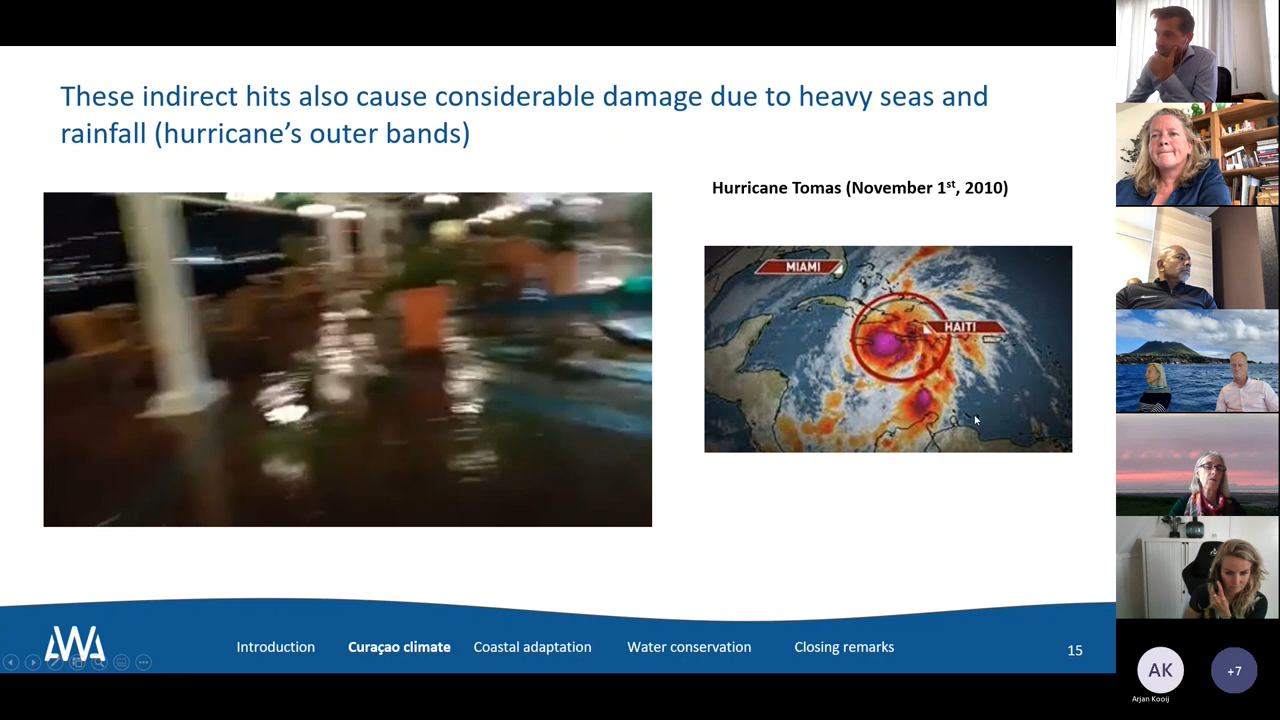 These indirect hits also cause considerable damage due to heavy seas and
rainfall (hurricane’s outer bands)
Hurricane Tomas (November 1st, 2010)
MIAMI
HAITI
AWA
Introduction
Curaçao climate
Coastal adaptation
Water conservation
Closing remarks
15
AK
+7
Arjan Kooij